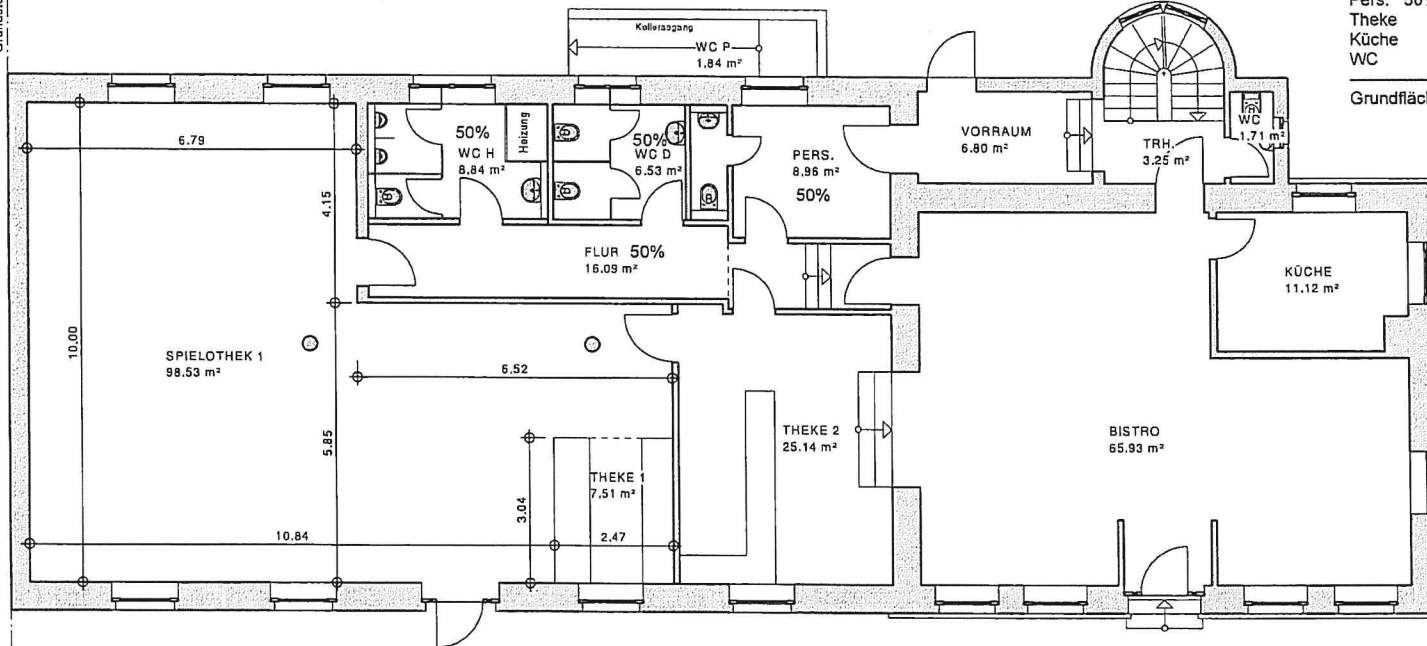 Kellerabgang
WC P
1,84 m²
Pers. 50%
Theke
Küche
WC
6.79
50%
WC H
8,84 m²
Heizung
50%
WC D
6.53 m²
PERS.
8.96 m²
50%
VORRAUM
6.80 m²
TRH.
3.25 m²
WC
1.71 m²
4.15
FLUR 50%
16.09 m²
KÜCHE
11.12 m²
10.00
SPIELOTHEK 1
98.53 m²
6.52
5.85
THEKE 2
25.14 m²
BISTRO
65.93 m²
THEKE 1
7,51 m²
3.04
10.84
2.47